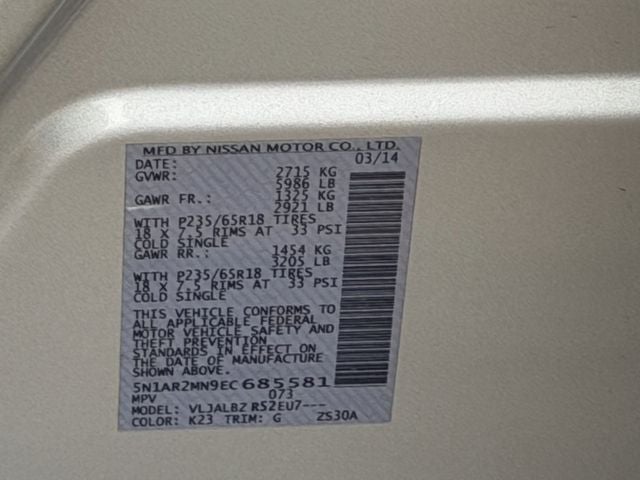 MFD BY NISSAN MOTOR CO., LTD.
DATE: 03/14
GVWR: 2715 KG
5986 LB
GAWR FR.: 1325 KG
2921 LB
WITH P235/65R18 TIRES
18 X 7.5 RIMS AT 33 PSI
COLD SINGLE
GAWR RR.: 1454 KG
3205 LB
WITH P235/65R18 TIRES
18 X 7.5 RIMS AT 33 PSI
COLD SINGLE
THIS VEHICLE CONFORMS TO
ALL APPLICABLE FEDERAL
MOTOR VEHICLE SAFETY AND
THEFT PREVENTION
STANDARDS IN EFFECT ON
THE DATE OF MANUFACTURE
SHOWN ABOVE.
5N1AR2MN9EC685581
MPV 073
MODEL: VLJALBZ RS2EU7---
COLOR: K23 TRIM: G ZS30A